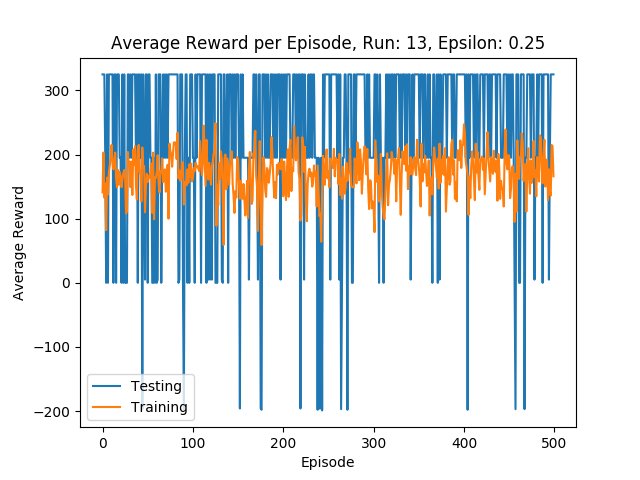 Average Reward per Episode, Run: 13, Epsilon: 0.25
300
200
100
0
−100
−200
Average Reward
Testing
Training
0 100 200 300 400 500
Episode